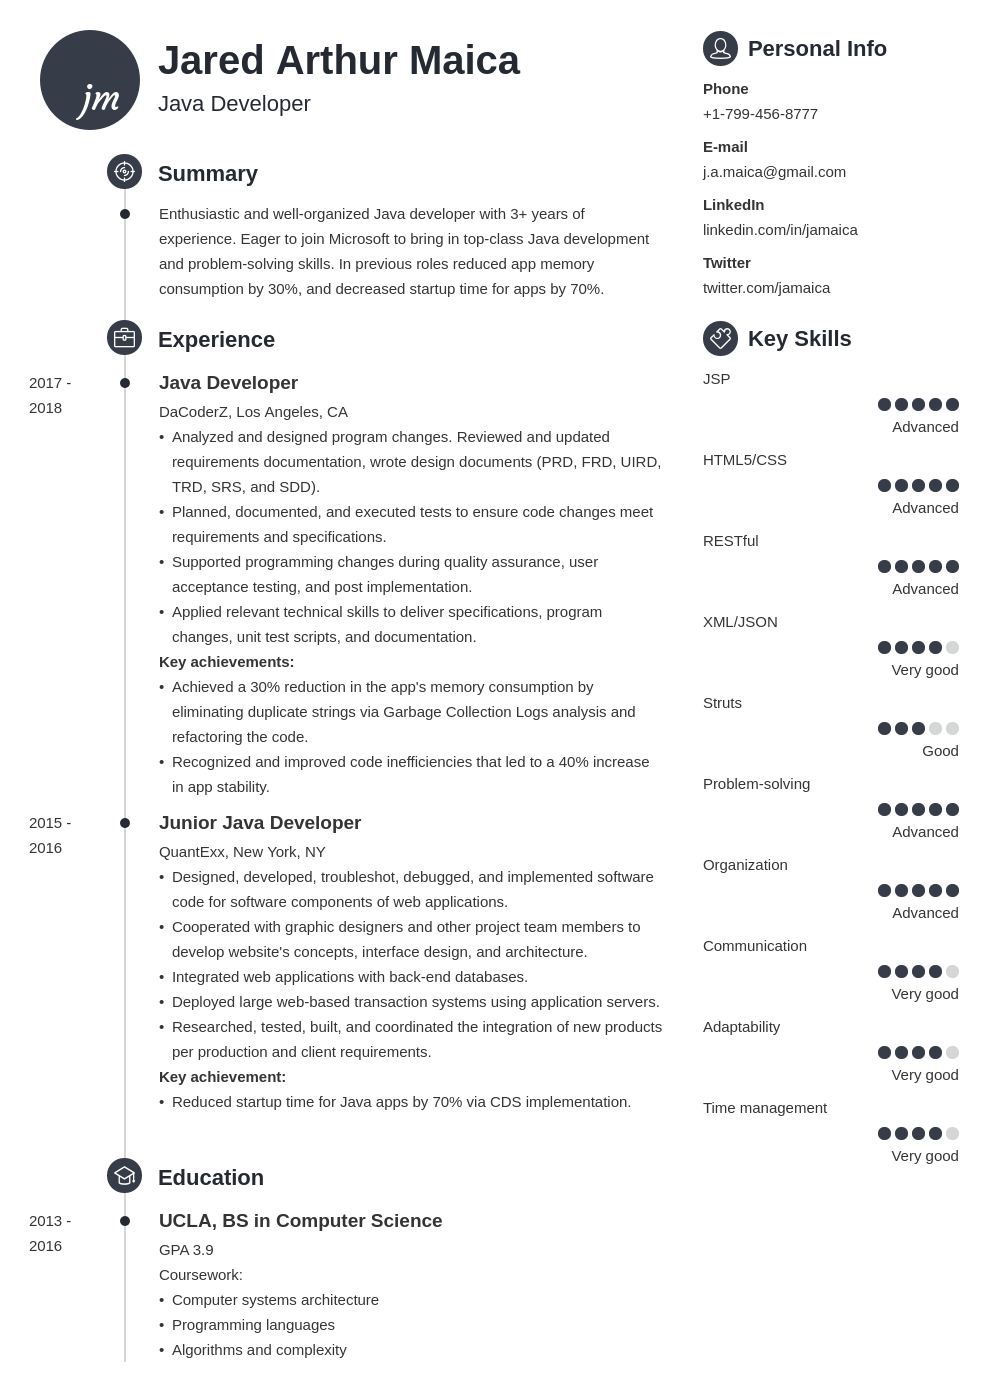 jm
Jared Arthur Maica
Java Developer
Summary
Enthusiastic and well-organized Java developer with 3+ years of
experience. Eager to join Microsoft to bring in top-class Java development
and problem-solving skills. In previous roles reduced app memory
consumption by 30%, and decreased startup time for apps by 70%.
Experience
2017 -
2018
Java Developer
DaCoderZ, Los Angeles, CA
• Analyzed and designed program changes. Reviewed and updated
requirements documentation, wrote design documents (PRD, FRD, UIRD,
TRD, SRS, and SDD).
• Planned, documented, and executed tests to ensure code changes meet
requirements and specifications.
• Supported programming changes during quality assurance, user
acceptance testing, and post implementation.
• Applied relevant technical skills to deliver specifications, program
changes, unit test scripts, and documentation.
Key achievements:
• Achieved a 30% reduction in the app's memory consumption by
eliminating duplicate strings via Garbage Collection Logs analysis and
refactoring the code.
• Recognized and improved code inefficiencies that led to a 40% increase
in app stability.
2015 -
2016
Junior Java Developer
QuantExx, New York, NY
• Designed, developed, troubleshot, debugged, and implemented software
code for software components of web applications.
• Cooperated with graphic designers and other project team members to
develop website's concepts, interface design, and architecture.
• Integrated web applications with back-end databases.
• Deployed large web-based transaction systems using application servers.
• Researched, tested, built, and coordinated the integration of new products
per production and client requirements.
Key achievement:
• Reduced startup time for Java apps by 70% via CDS implementation.
Education
2013 -
2016
UCLA, BS in Computer Science
GPA 3.9
Coursework:
• Computer systems architecture
• Programming languages
• Algorithms and complexity
Personal Info
Phone
+1-799-456-8777
E-mail
j.a.maica@gmail.com
LinkedIn
linkedin.com/in/jamaica
Twitter
twitter.com/jamaica
Key Skills
JSP
Advanced
HTML5/CSS
Advanced
RESTful
Advanced
XML/JSON
Very good
Struts
Good
Problem-solving
Advanced
Organization
Advanced
Communication
Very good
Adaptability
Very good
Time management
Very good